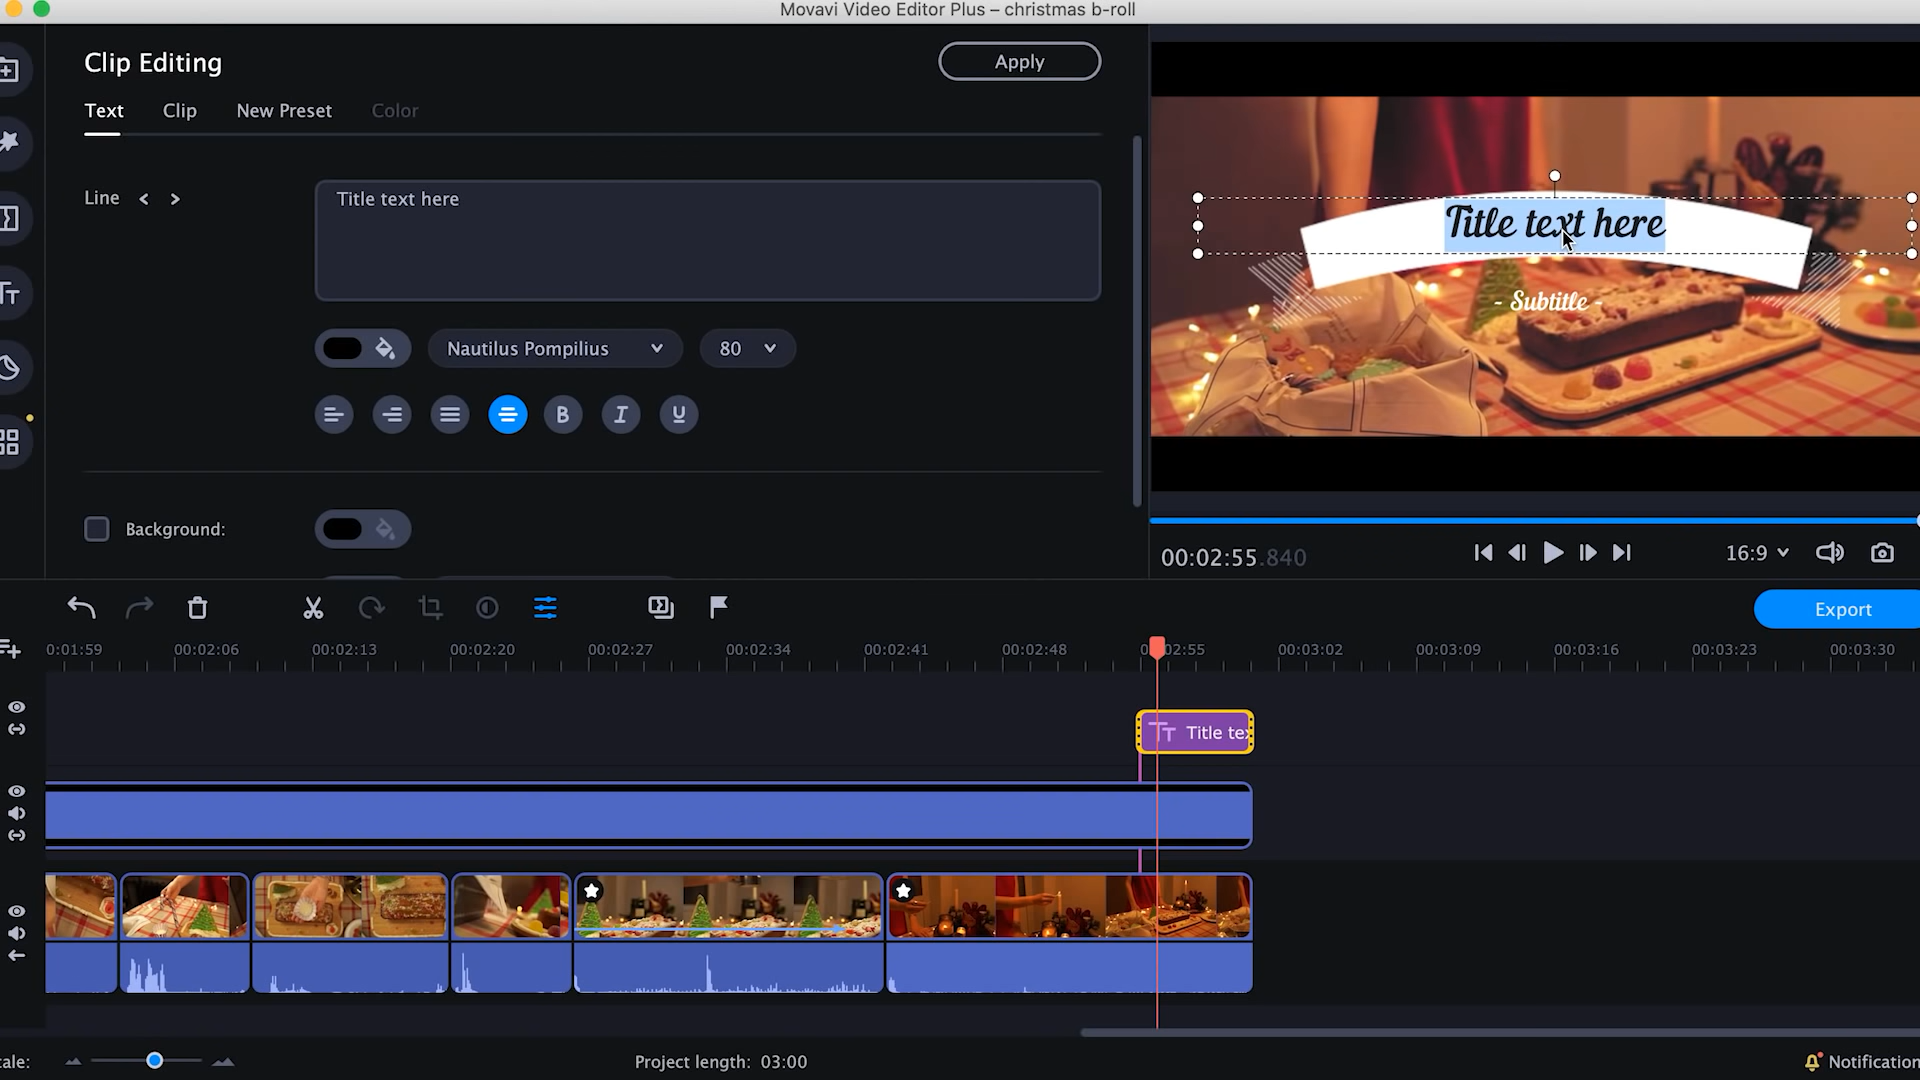 Movavi Video Editor Plus – christmas b-roll
Clip Editing
Apply
Text Clip New Preset Color
Line < >
Title text here
Nautilus Pompilius 80
B I U
Background:
Title text here
- Subtitle -
00:02:55.840
16:9
Export
0:01:59 00:02:06 00:02:13 00:02:20 00:02:27 00:02:34 00:02:41 00:02:48 02:55 00:03:02 00:03:09 00:03:16 00:03:23 00:03:30
Tt Title tex
ale: Project length: 03:00 Notification